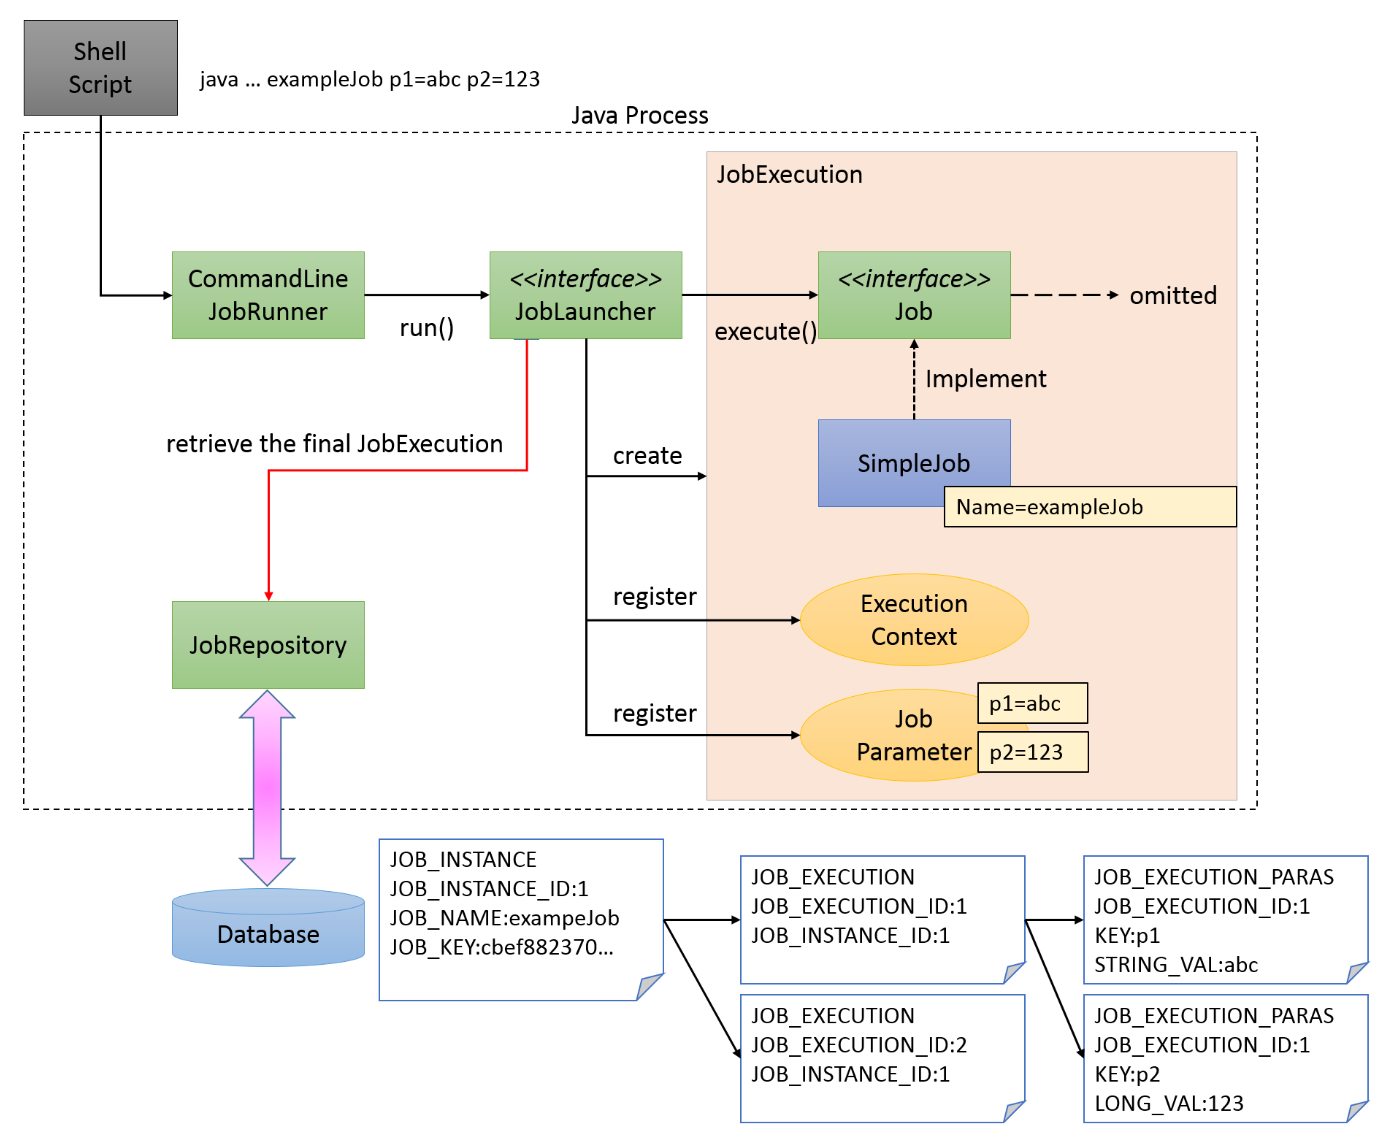 Shell
Script
java ... exampleJob p1=abc p2=123
Java Process
JobExecution
CommandLine
JobRunner
run()
<<interface>>
JobLauncher
execute()
<<interface>>
Job
omitted
Implement
SimpleJob
Name=exampleJob
retrieve the final JobExecution
create
register
Execution
Context
register
Job
Parameter
p1=abc
p2=123
JobRepository
Database
JOB_INSTANCE
JOB_INSTANCE_ID:1
JOB_NAME:exampeJob
JOB_KEY:cbef882370...
JOB_EXECUTION
JOB_EXECUTION_ID:1
JOB_INSTANCE_ID:1
JOB_EXECUTION
JOB_EXECUTION_ID:2
JOB_INSTANCE_ID:1
JOB_EXECUTION_PARAS
JOB_EXECUTION_ID:1
KEY:p1
STRING_VAL:abc
JOB_EXECUTION_PARAS
JOB_EXECUTION_ID:1
KEY:p2
LONG_VAL:123